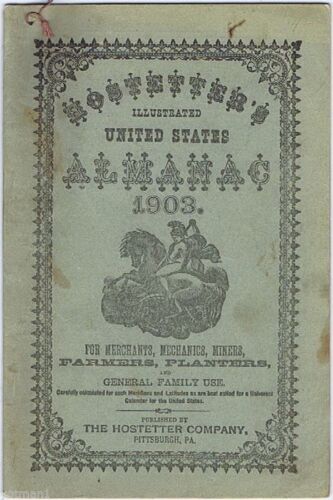 HOSTETTER'S
ILLUSTRATED
UNITED STATES
ALMANAC
1903.
FOR MERCHANTS, MECHANICS, MINERS,
FARMERS, PLANTERS,
AND
GENERAL FAMILY USE.
Carefully calculated for such Meridians and Latitudes as are best suited for a Universal
Calendar for the United States.
PUBLISHED BY
THE HOSTETTER COMPANY,
PITTSBURGH, PA.